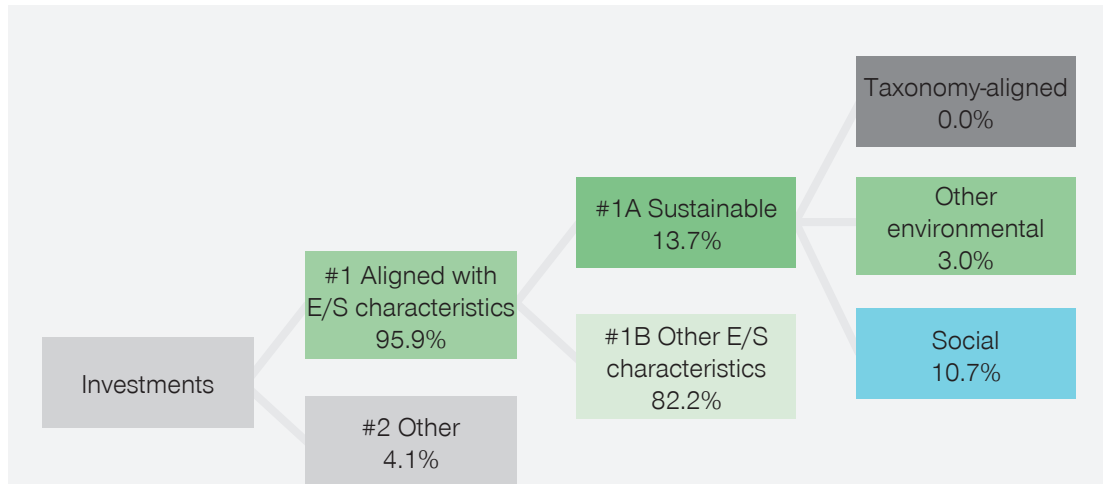 Investments
#1 Aligned with
E/S characteristics
95.9%
#2 Other
4.1%
#1A Sustainable
13.7%
#1B Other E/S
characteristics
82.2%
Taxonomy-aligned
0.0%
Other
environmental
3.0%
Social
10.7%